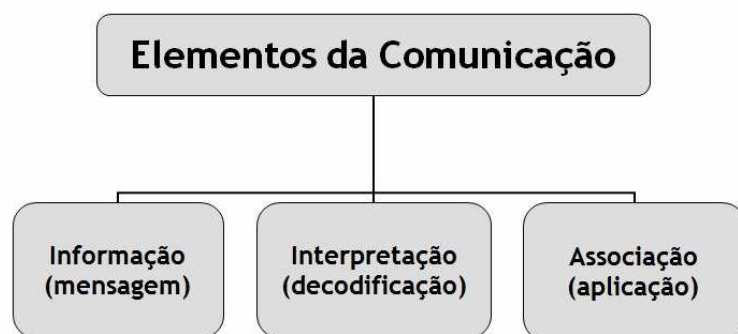 Elementos da Comunicação
Informação
(mensagem)
Interpretação
(decodificação)
Associação
(aplicação)